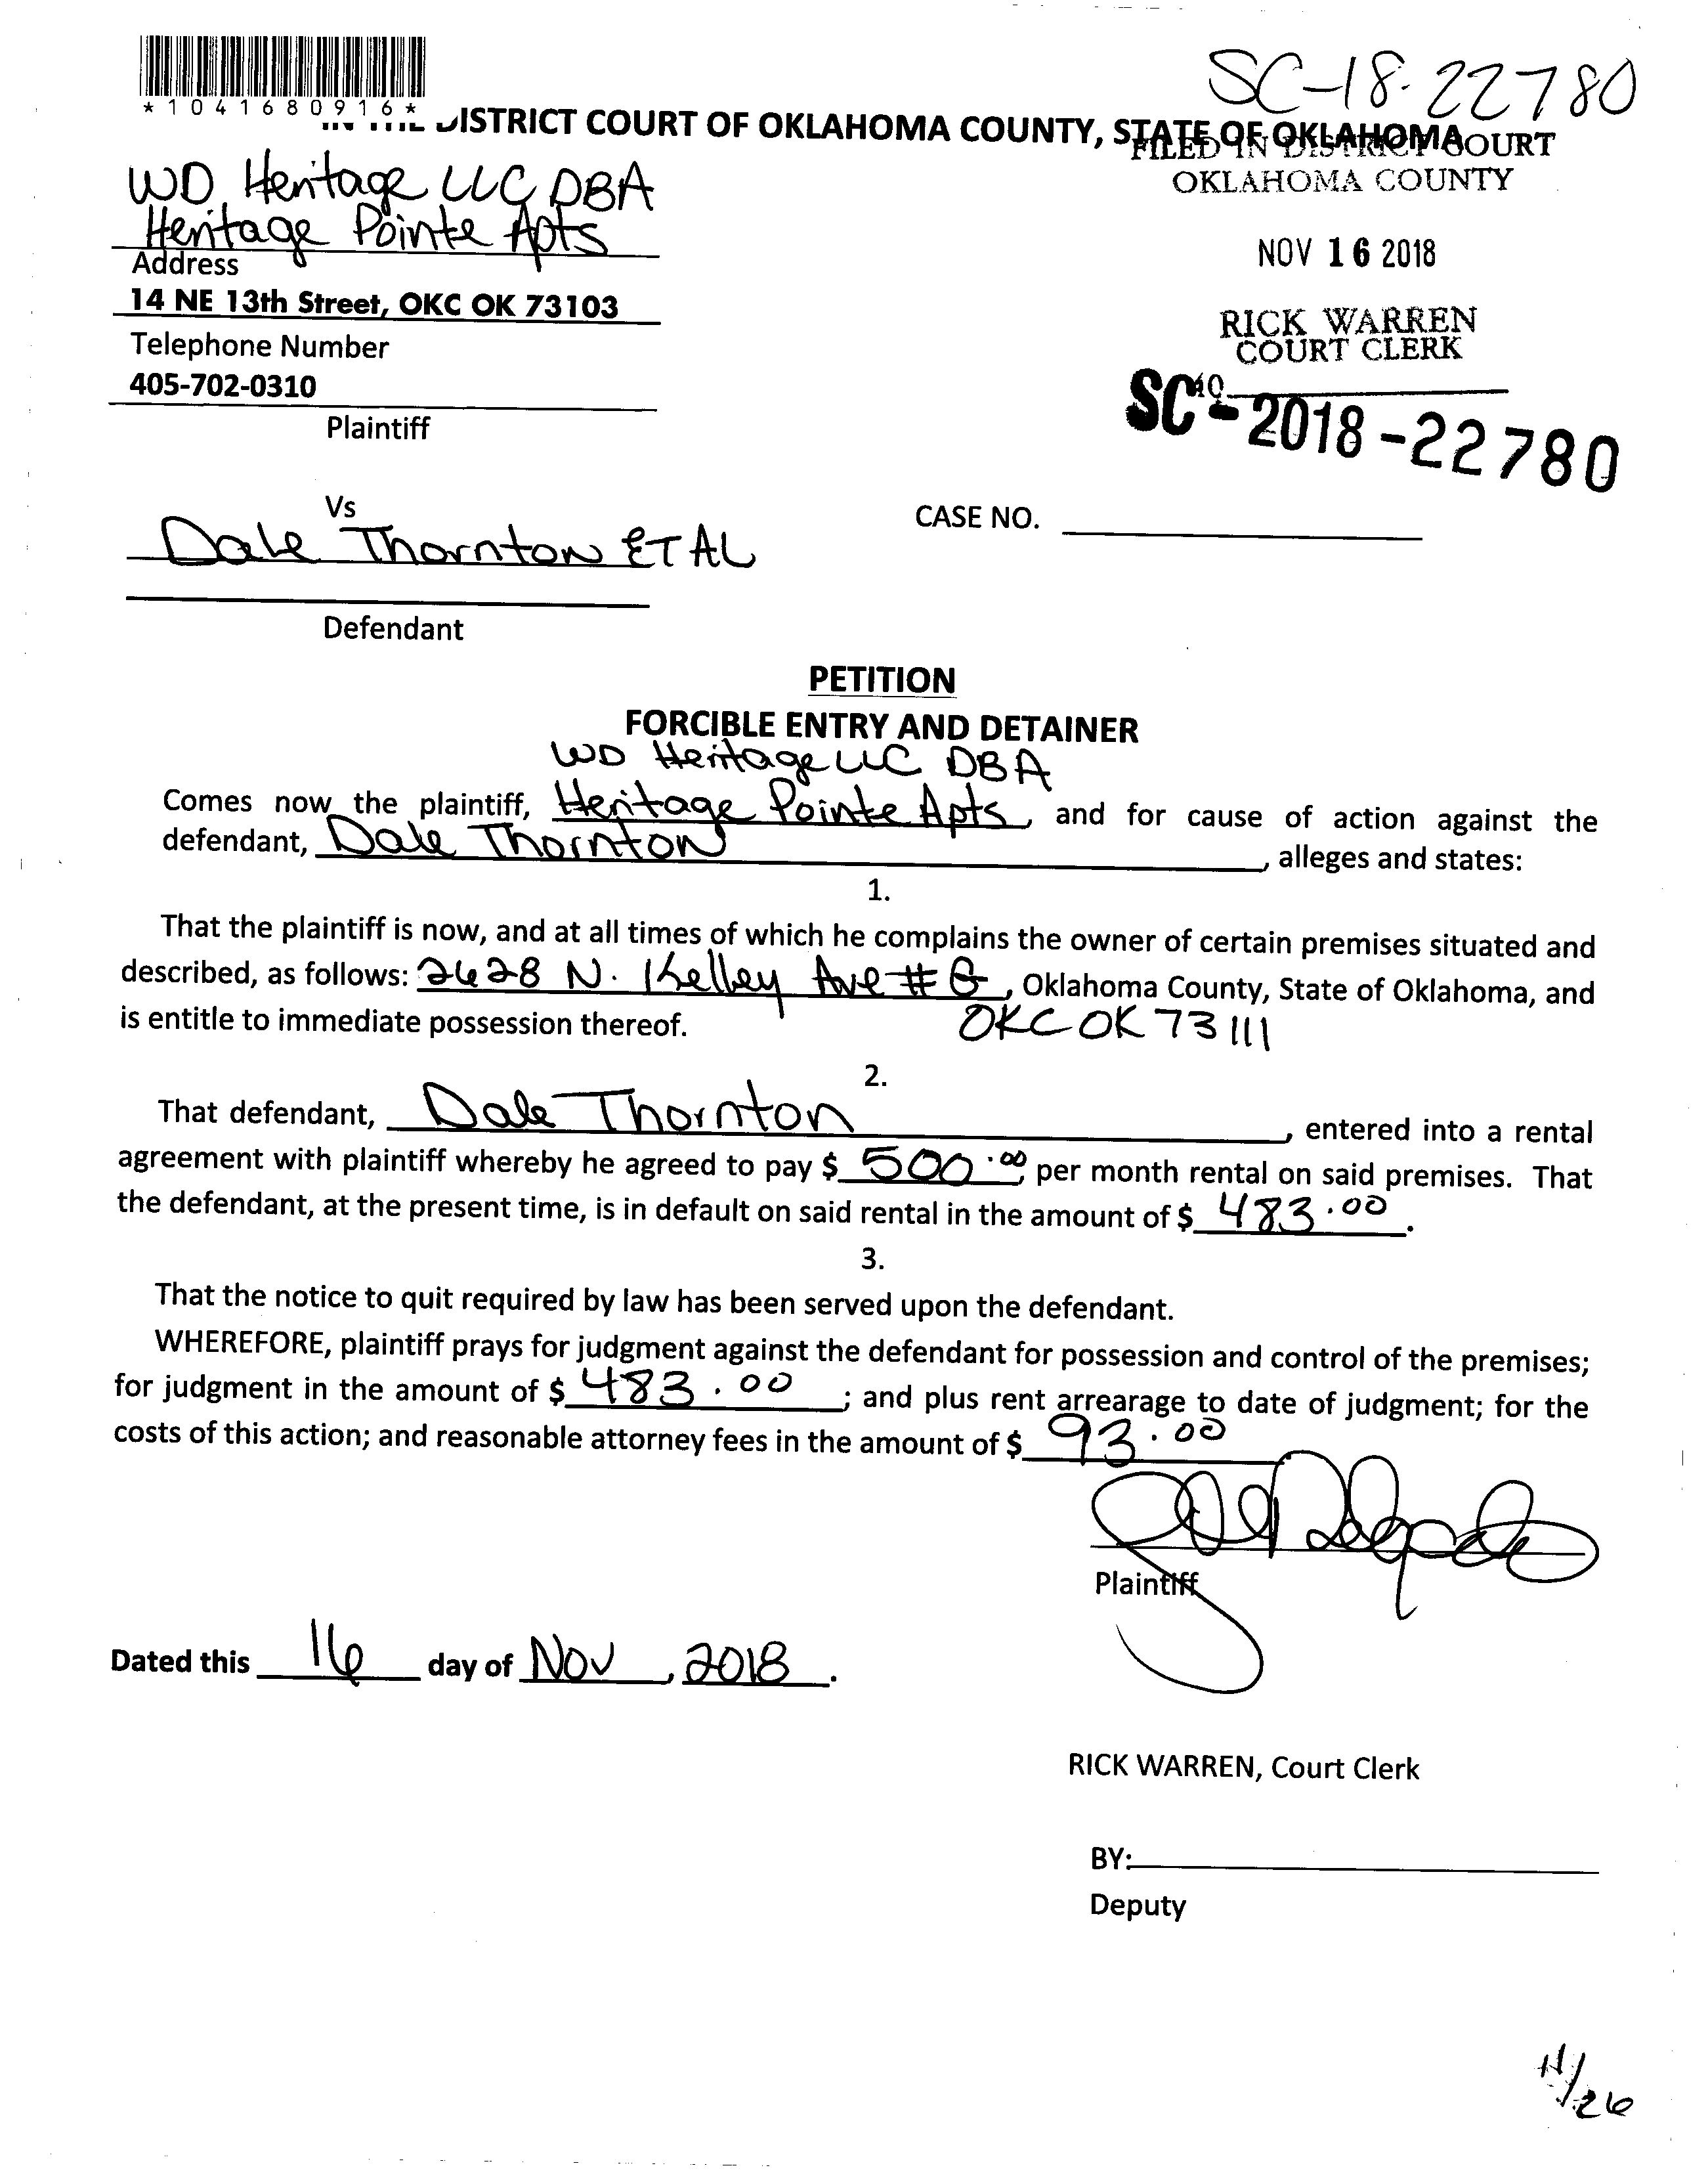 SC-18-22780
*1041680916*
DISTRICT COURT OF OKLAHOMA COUNTY, STATE OF OKLAHOMA
FILED IN DISTRICT COURT
OKLAHOMA COUNTY
WD Heritage LLC DBA
Heritage Pointe Apts
Address
NOV 16 2018
14 NE 13th Street, OKC OK 73103
RICK WARREN
COURT CLERK
Telephone Number
405-702-0310
40
SC-2018-22780
Plaintiff
Vs
CASE NO.
Dale Thornton ET AL
Defendant
PETITION
FORCIBLE ENTRY AND DETAINER
WD Heritage LLC DBA
Comes now the plaintiff, Heritage Pointe Apts, and for cause of action against the
defendant, Dale Thornton, alleges and states:
1.
That the plaintiff is now, and at all times of which he complains the owner of certain premises situated and
described, as follows: 2628 N. Kelley Ave # G, Oklahoma County, State of Oklahoma, and
is entitle to immediate possession thereof. OKC OK 73111
2.
That defendant, Dale Thornton, entered into a rental
agreement with plaintiff whereby he agreed to pay $ 500.00, per month rental on said premises. That
the defendant, at the present time, is in default on said rental in the amount of $ 483.00.
3.
That the notice to quit required by law has been served upon the defendant.
WHEREFORE, plaintiff prays for judgment against the defendant for possession and control of the premises;
for judgment in the amount of $ 483.00; and plus rent arrearage to date of judgment; for the
costs of this action; and reasonable attorney fees in the amount of $ 93.00
Plaintiff
Dated this 16 day of Nov, 2018.
RICK WARREN, Court Clerk
BY:
Deputy
11/26